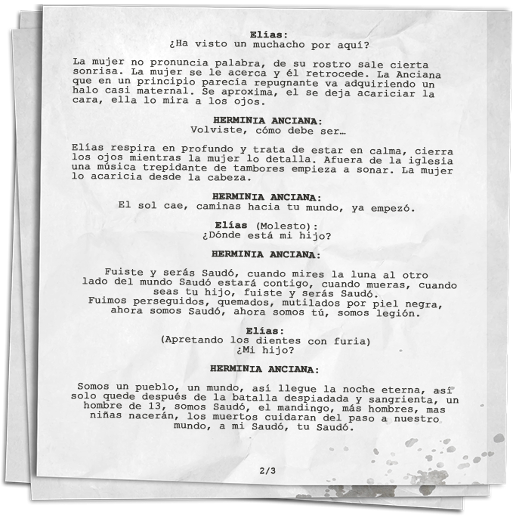 Elías:
¿Ha visto un muchacho por aquí?
La mujer no pronuncia palabra, de su rostro sale cierta
sonrisa. La mujer se le acerca y él retrocede. La Anciana
que en un principio parecía repugnante va adquiriendo un
halo casi maternal. Se aproxima, el se deja acariciar la
cara, ella lo mira a los ojos.
HERMINIA ANCIANA:
Volviste, cómo debe ser…
Elías respira en profundo y trata de estar en calma, cierra
los ojos mientras la mujer lo detalla. Afuera de la iglesia
una música trepidante de tambores empieza a sonar. La mujer
lo acaricia desde la cabeza.
HERMINIA ANCIANA:
El sol cae, caminas hacia tu mundo, ya empezó.
Elías (Molesto):
¿Dónde está mi hijo?
HERMINIA ANCIANA:
Fuiste y serás Saudó, cuando mires la luna al otro
lado del mundo Saudó estará contigo, cuando mueras, cuando
seas tu hijo, fuiste y serás Saudó.
Fuimos perseguidos, quemados, mutilados por piel negra,
ahora somos Saudó, ahora somos tú, somos legión.
Elías:
(Apretando los dientes con furia)
¿Mi hijo?
HERMINIA ANCIANA:
Somos un pueblo, un mundo, así llegue la noche eterna, así
solo quede después de la batalla despiadada y sangrienta, un
hombre de 13, somos Saudó, el mandingo, más hombres, mas
niñas nacerán, los muertos cuidaran del paso a nuestro
mundo, a mi Saudó, tu Saudó.
2/3